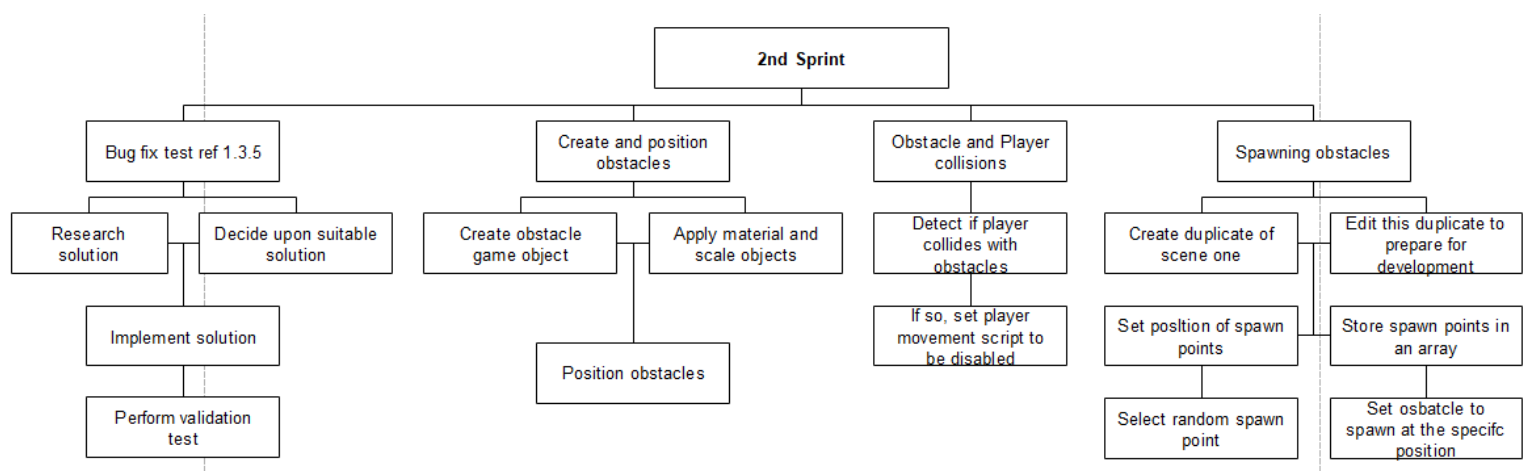 2nd Sprint
Bug fix test ref 1.3.5
Create and position
obstacles
Obstacle and Player
collisions
Spawning obstacles
Research
solution
Decide upon suitable
solution
Create obstacle
game object
Apply material and
scale objects
Detect if player
collides with
obstacles
Create duplicate of
scene one
Edit this duplicate to
prepare for
development
Implement solution
Position obstacles
If so, set player
movement script to
be disabled
Set position of spawn
points
Store spawn points in
an array
Perform validation
test
Select random spawn
point
Set osbatcle to
spawn at the specifc
position